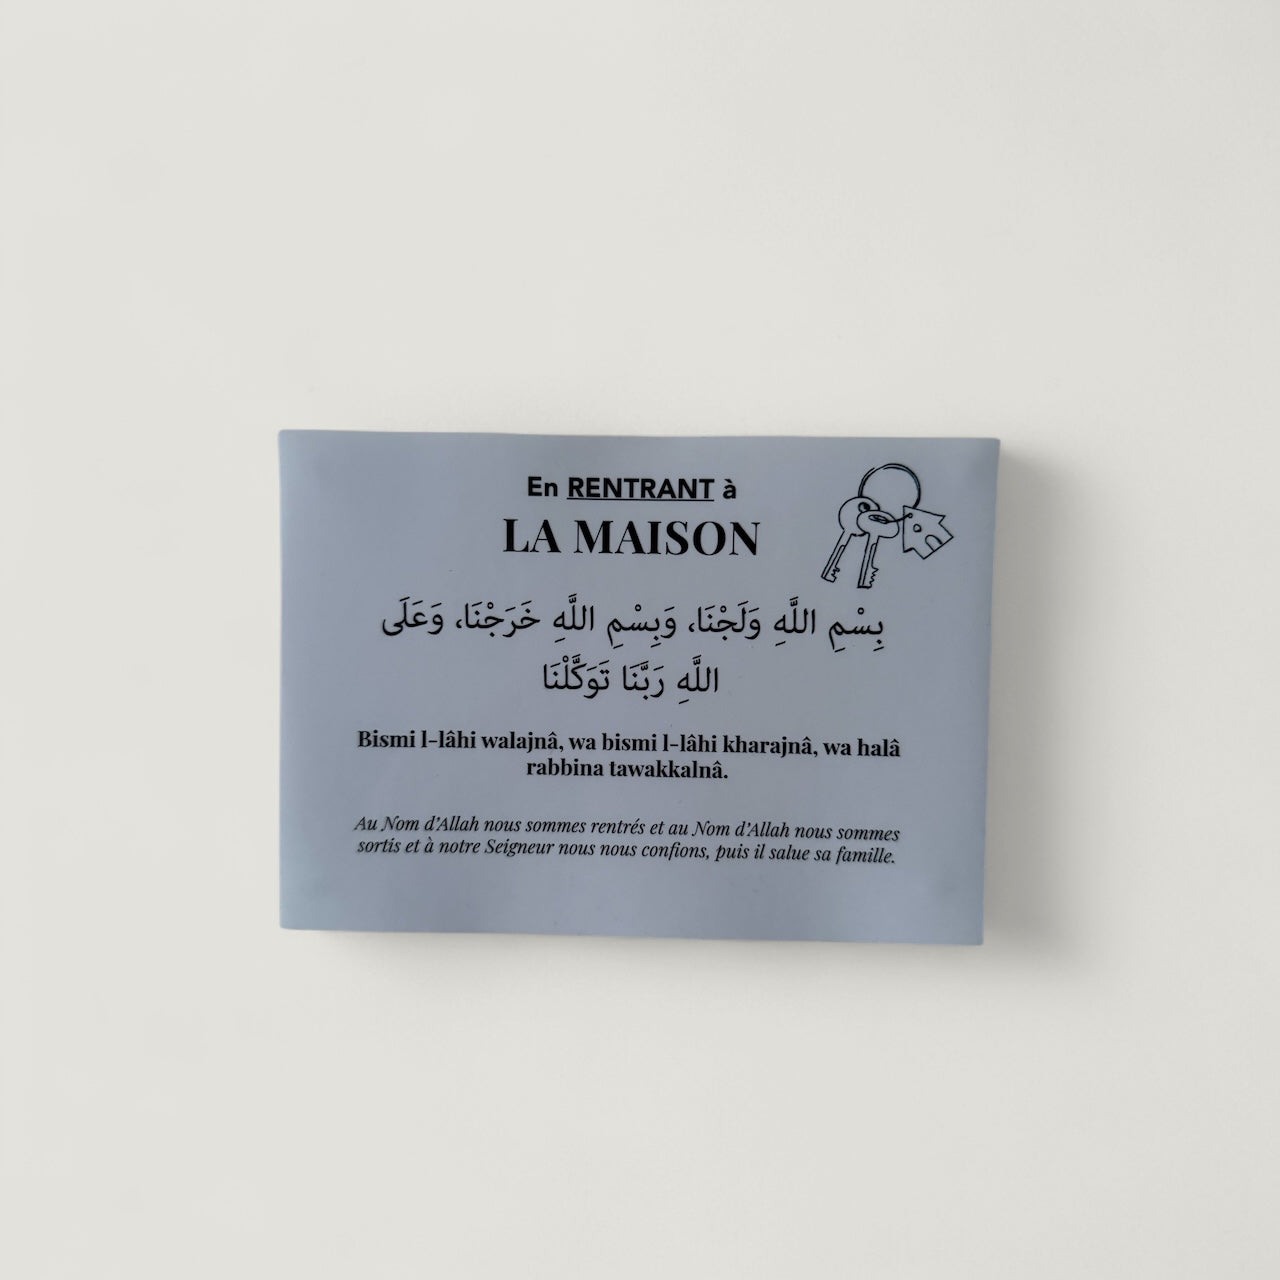 En RENTRANT à
LA MAISON
بِسْمِ اللَّهِ وَلَجْنَا، وَبِسْمِ اللَّهِ خَرَجْنَا، وَعَلَى
اللَّهِ رَبَّنَا تَوَكَّلْنَا
Bismi l-lâhi walajnâ, wa bismi l-lâhi kharajnâ, wa halâ
rabbina tawakkalnâ.
Au Nom d’Allah nous sommes rentrés et au Nom d’Allah nous sommes
sortis et à notre Seigneur nous nous confions, puis il salue sa famille.